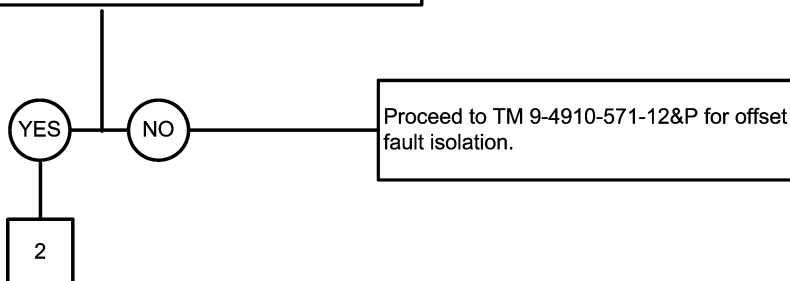 YES
NO
Proceed to TM 9-4910-571-12&P for offset
fault isolation.
2